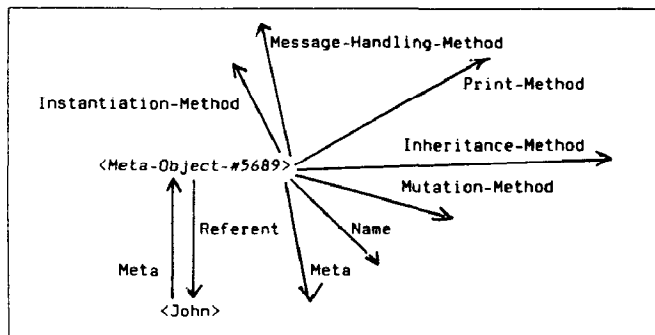 Message-Handling-Method
Print-Method
Instantiation-Method
Inheritance-Method
<Meta-Object-#5689>
Mutation-Method
Referent
Name
Meta
Meta
<John>